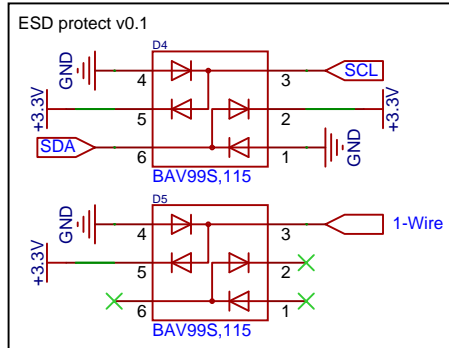 ESD protect v0.1
D4
GND 4 3 SCL
+3.3V 5 2 +3.3V
SDA 6 1 GND
BAV99S,115
D5
GND 4 3 1-Wire
+3.3V 5 2
6 1
BAV99S,115